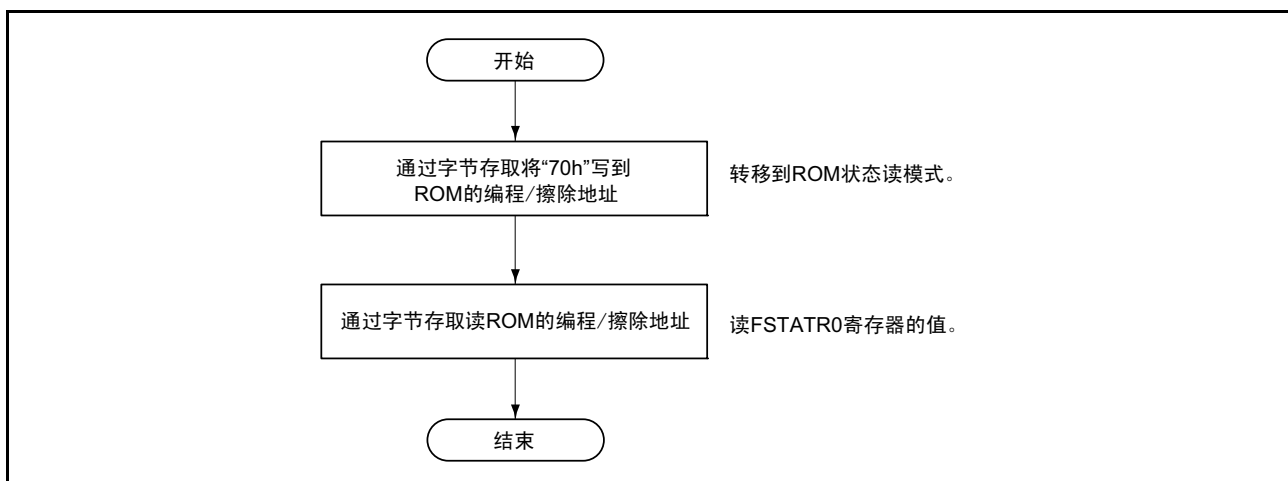 开始
通过字节存取将“70h”写到
ROM的编程/擦除地址
转移到ROM状态读模式。
通过字节存取读ROM的编程/擦除地址
读FSTATR0寄存器的值。
结束